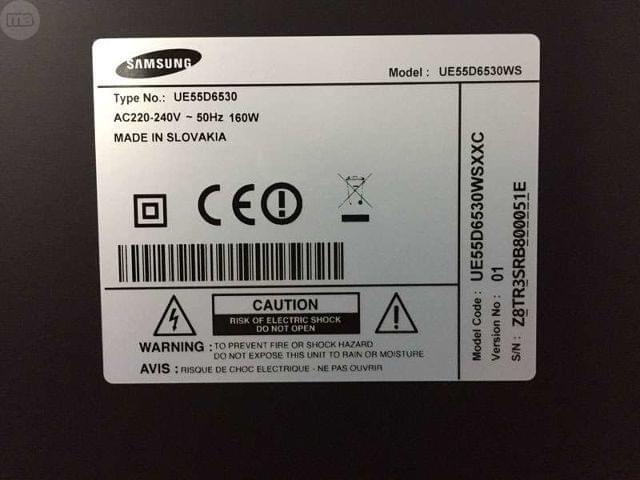 ma
SAMSUNG
Model : UE55D6530WS
Type No.: UE55D6530
AC220-240V ~ 50Hz 160W
MADE IN SLOVAKIA
CE
CAUTION
RISK OF ELECTRIC SHOCK
DO NOT OPEN
WARNING : TO PREVENT FIRE OR SHOCK HAZARD
DO NOT EXPOSE THIS UNIT TO RAIN OR MOISTURE
AVIS : RISQUE DE CHOC ELECTRIQUE - NE PAS OUVRIR
Model Code : UE55D6530WSXXC
Version No : 01
S/N : Z8TR3SRB800051E